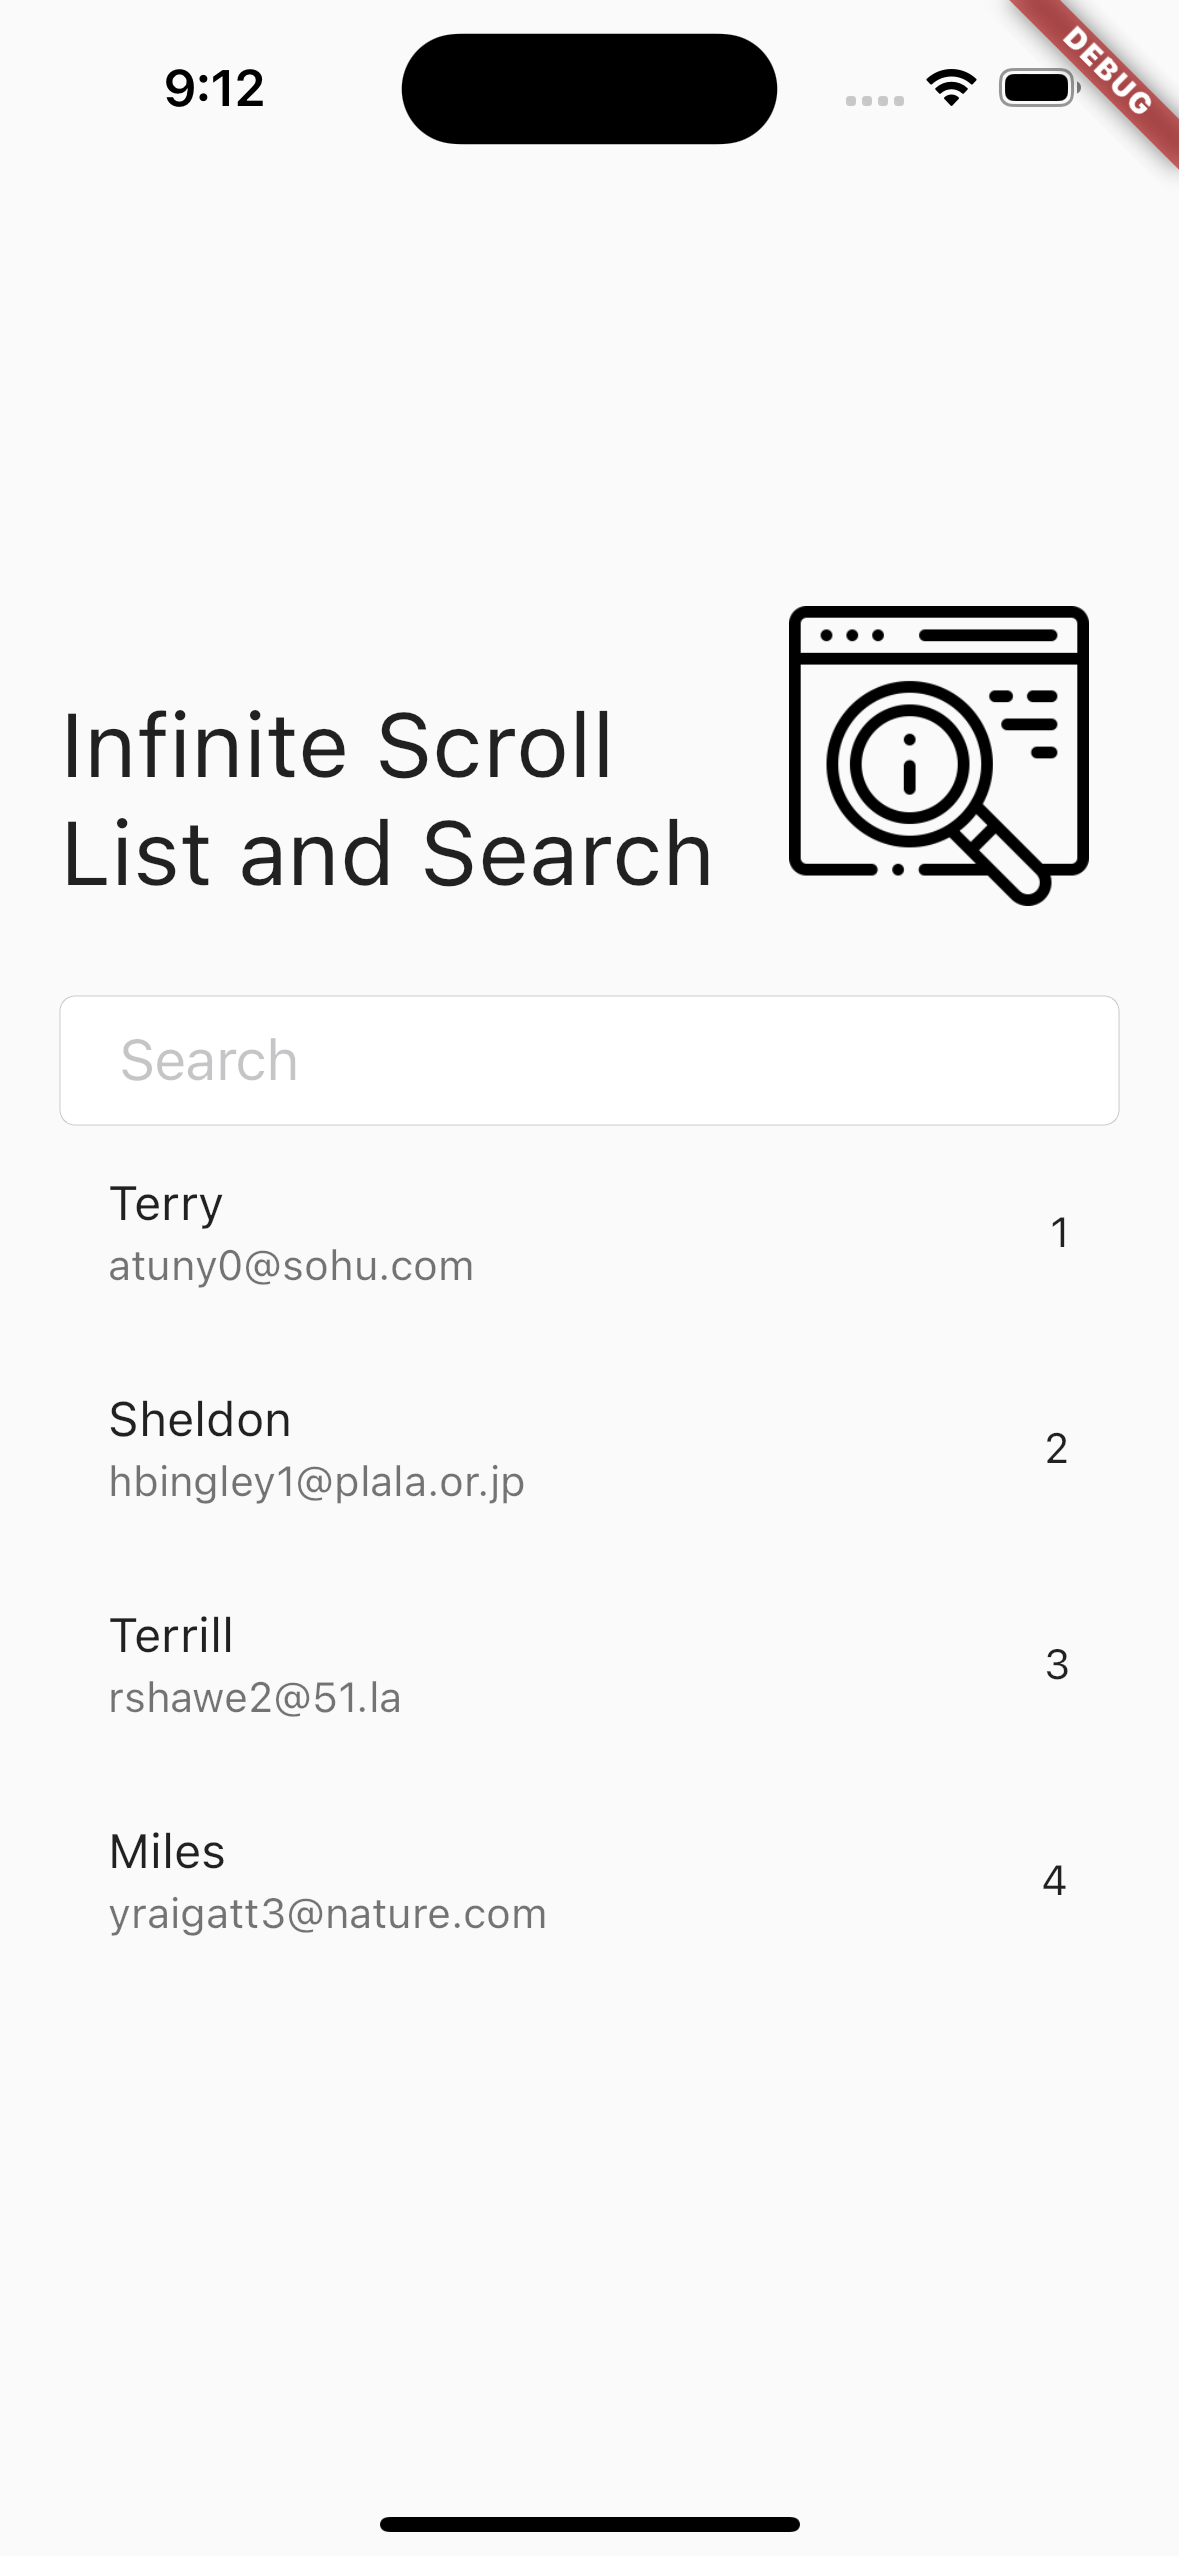 9:12
DEBUG
Infinite Scroll
List and Search
Search
Terry
atuny0@sohu.com
1
Sheldon
hbingley1@plala.or.jp
2
Terrill
rshawe2@51.la
3
Miles
yraigatt3@nature.com
4